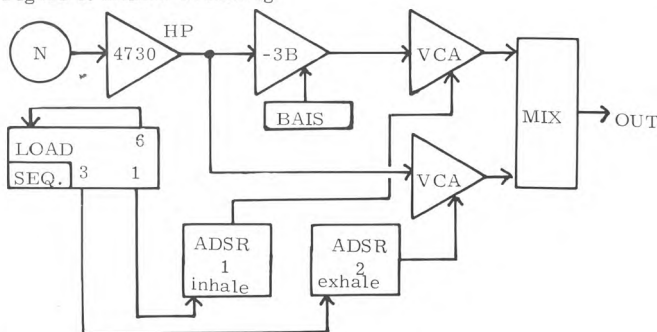 HP
N
4730
-3B
VCA
BAIS
MIX
OUT
6
LOAD
SEQ. 3 1
VCA
ADSR
1
inhale
ADSR
2
exhale